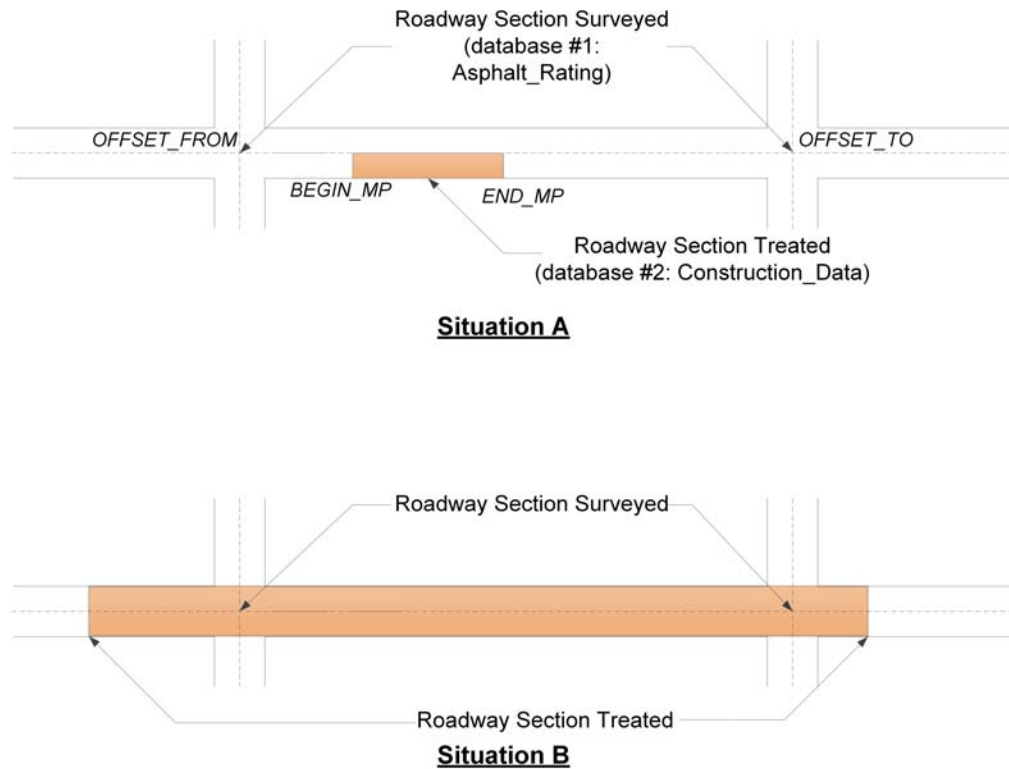 Roadway Section Surveyed
(database #1:
Asphalt_Rating)
OFFSET_FROM
OFFSET_TO
BEGIN_MP
END_MP
Roadway Section Treated
(database #2: Construction_Data)
Situation A
Roadway Section Surveyed
Roadway Section Treated
Situation B